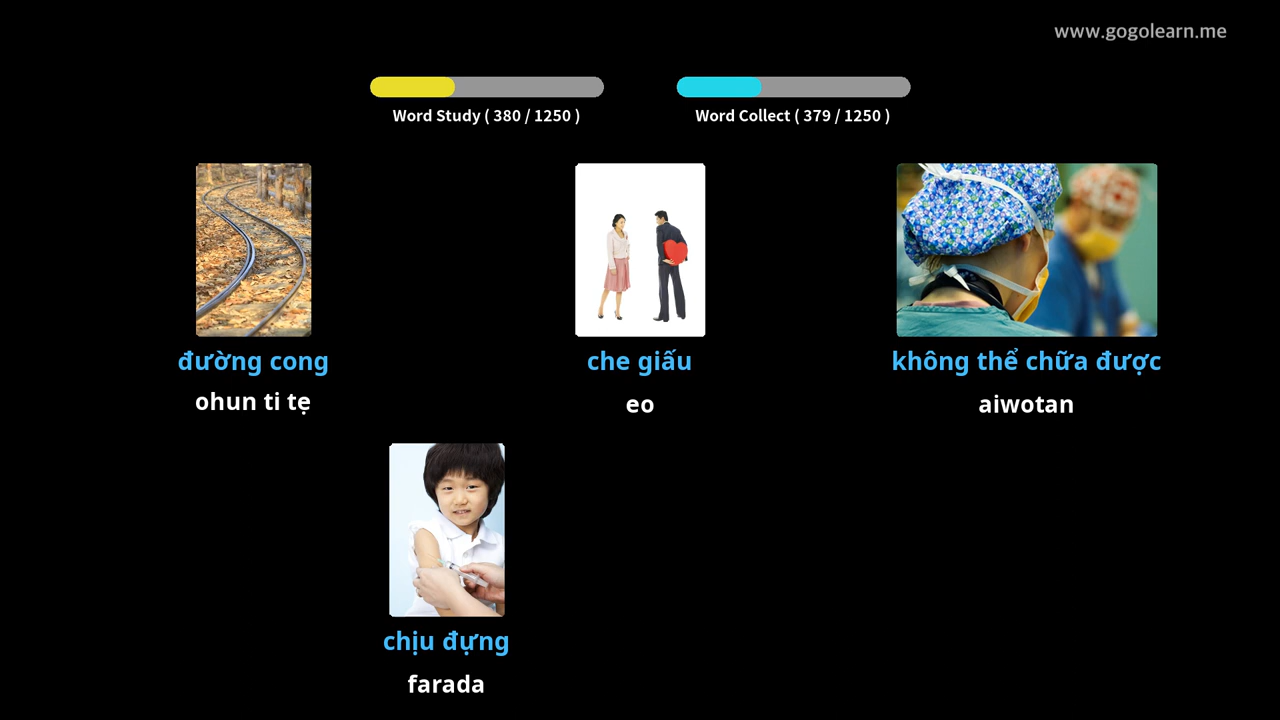 www.gogolearn.me
Word Study ( 380 / 1250 )
Word Collect ( 379 / 1250 )
đường cong
ohun ti tẹ
che giấu
eo
không thể chữa được
aiwotan
chịu đựng
farada